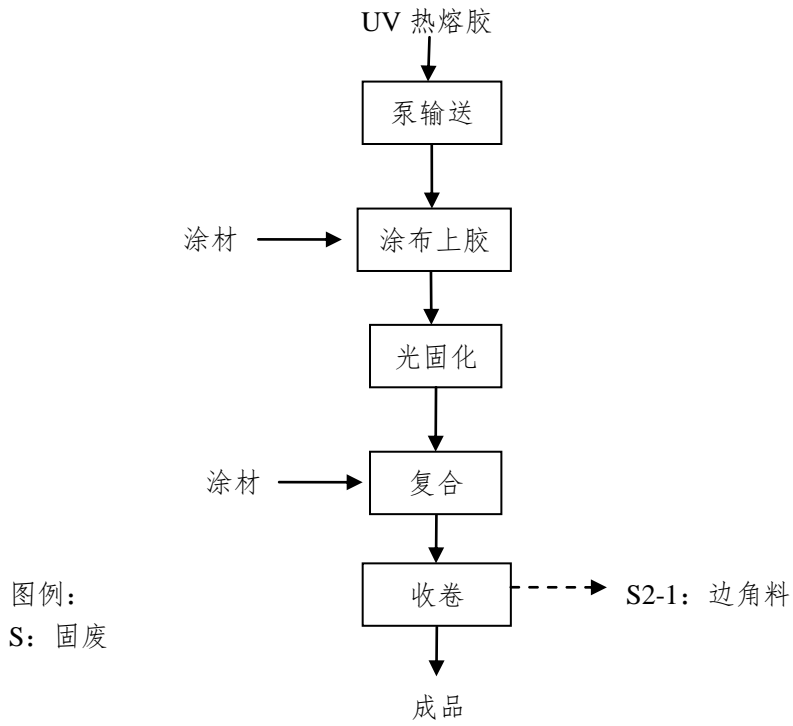 UV 热熔胶
泵输送
涂材
涂布上胶
光固化
涂材
复合
收卷
S2-1：边角料
图例：
S：固废
成品